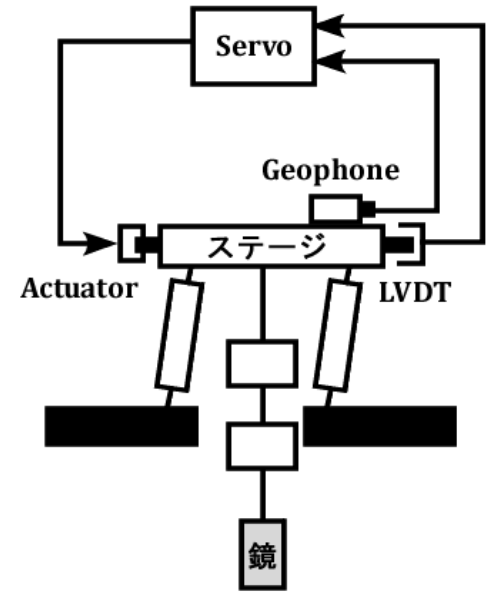 Servo
Geophone
ステージ
Actuator
LVDT
鏡